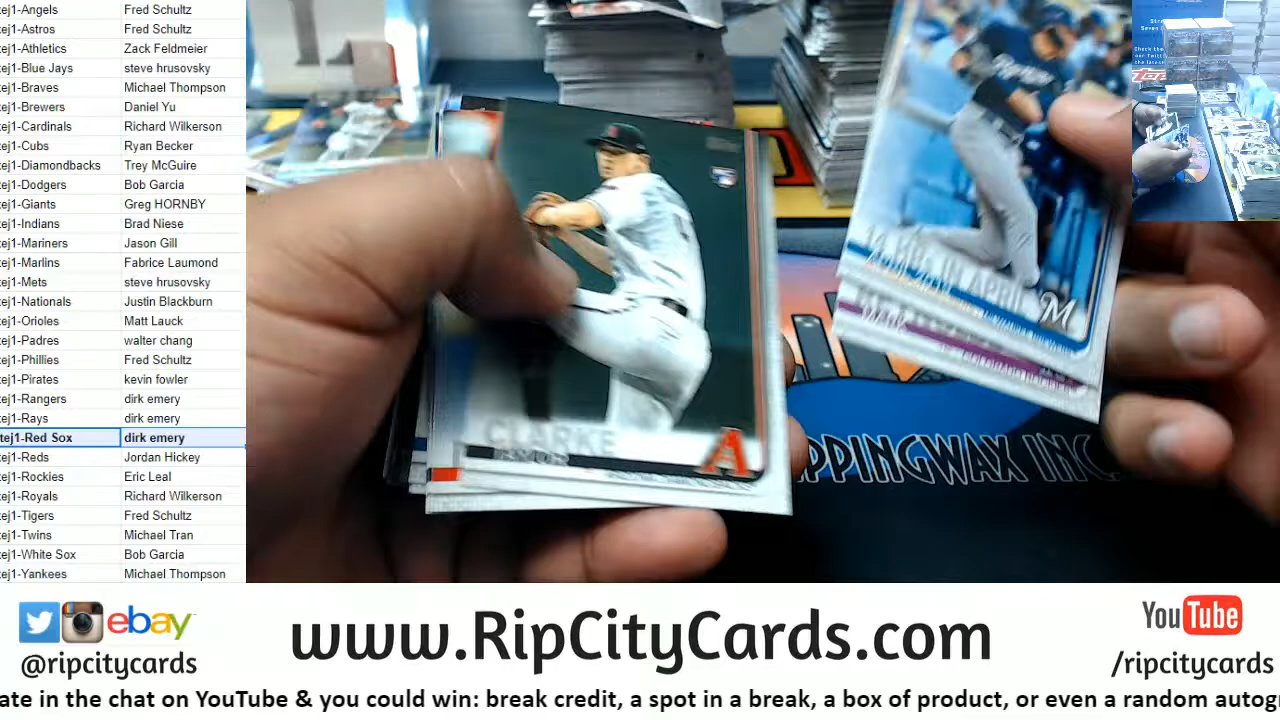 ej1-Angels Fred Schultz
ej1-Astros Fred Schultz
ej1-Athletics Zack Feldmeier
ej1-Blue Jays steve hrusovsky
ej1-Braves Michael Thompson
ej1-Brewers Daniel Yu
ej1-Cardinals Richard Wilkerson
ej1-Cubs Ryan Becker
ej1-Diamondbacks Trey McGuire
ej1-Dodgers Bob Garcia
ej1-Giants Greg HORNBY
ej1-Indians Brad Niese
ej1-Mariners Jason Gill
ej1-Marlins Fabrice Laumond
ej1-Mets steve hrusovsky
ej1-Nationals Justin Blackburn
ej1-Orioles Matt Lauck
ej1-Padres walter chang
ej1-Phillies Fred Schultz
ej1-Pirates kevin fowler
ej1-Rangers dirk emery
ej1-Rays dirk emery
tej1-Red Sox dirk emery
ej1-Reds Jordan Hickey
ej1-Rockies Eric Leal
ej1-Royals Richard Wilkerson
ej1-Tigers Fred Schultz
ej1-Twins Michael Tran
ej1-White Sox Bob Garcia
ej1-Yankees Michael Thompson
CLARKE
TAYLOR
A
IN APRIL
M
COLORADO ROCKIES
PPINGWAX INC.
Topps
ebay
@ripcitycards
www.RipCityCards.com
YouTube
/ripcitycards
ate in the chat on YouTube & you could win: break credit, a spot in a break, a box of product, or even a random autog